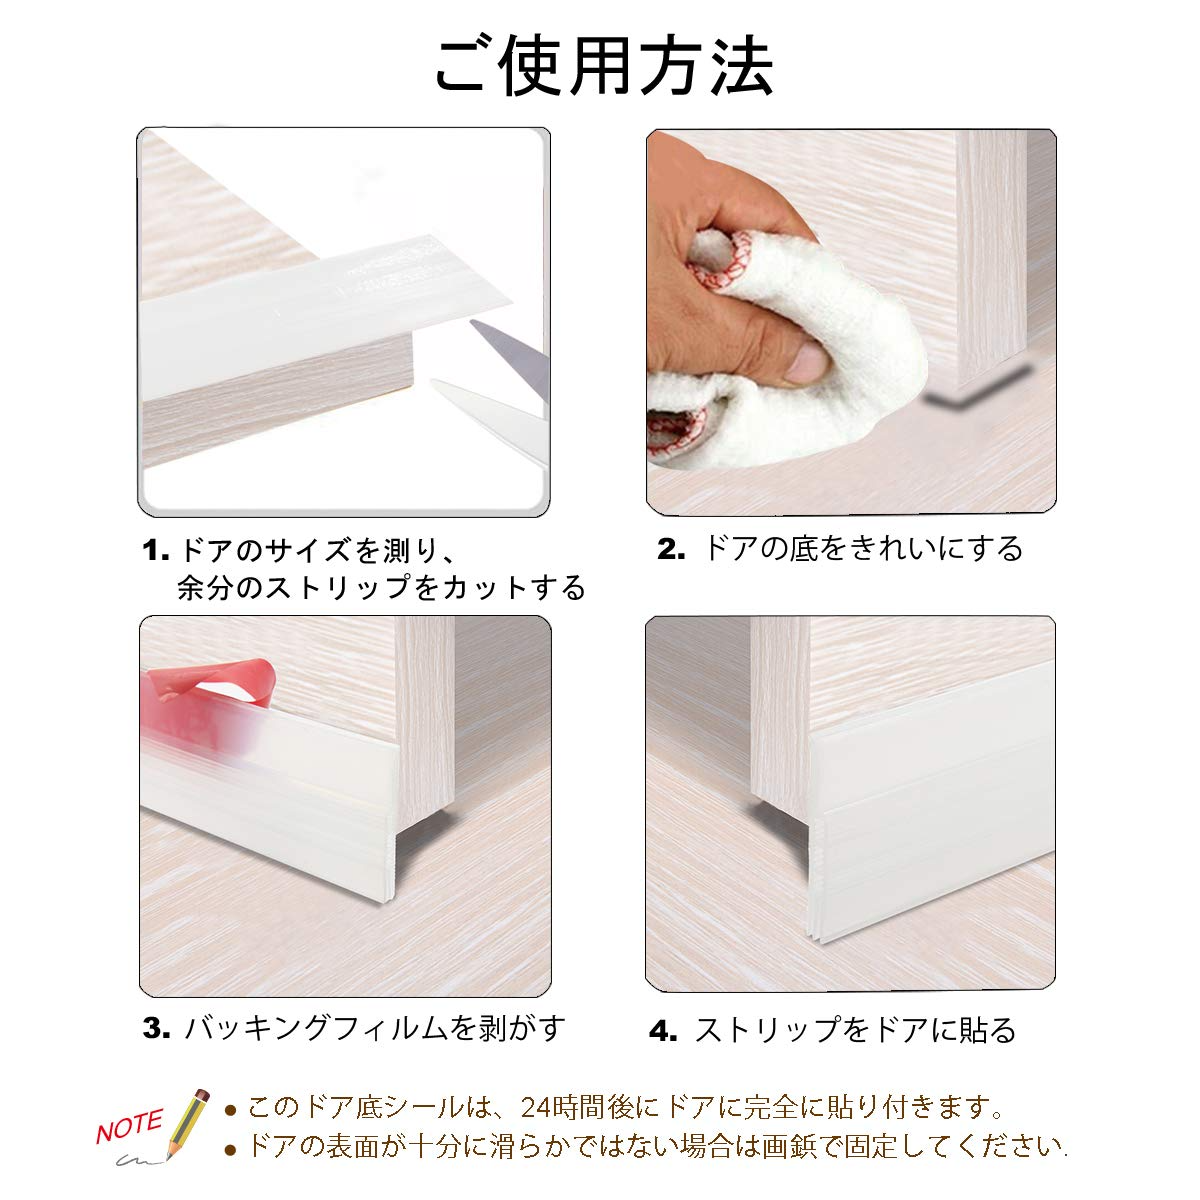 ご使用方法
1. ドアのサイズを測り、
余分のストリップをカットする
2. ドアの底をきれいにする
3. バッキングフィルムを剥がす
4. ストリップをドアに貼る
NOTE
● このドア底シールは、24時間後にドアに完全に貼り付きます。
● ドアの表面が十分に滑らかではない場合は画鋲で固定してください.